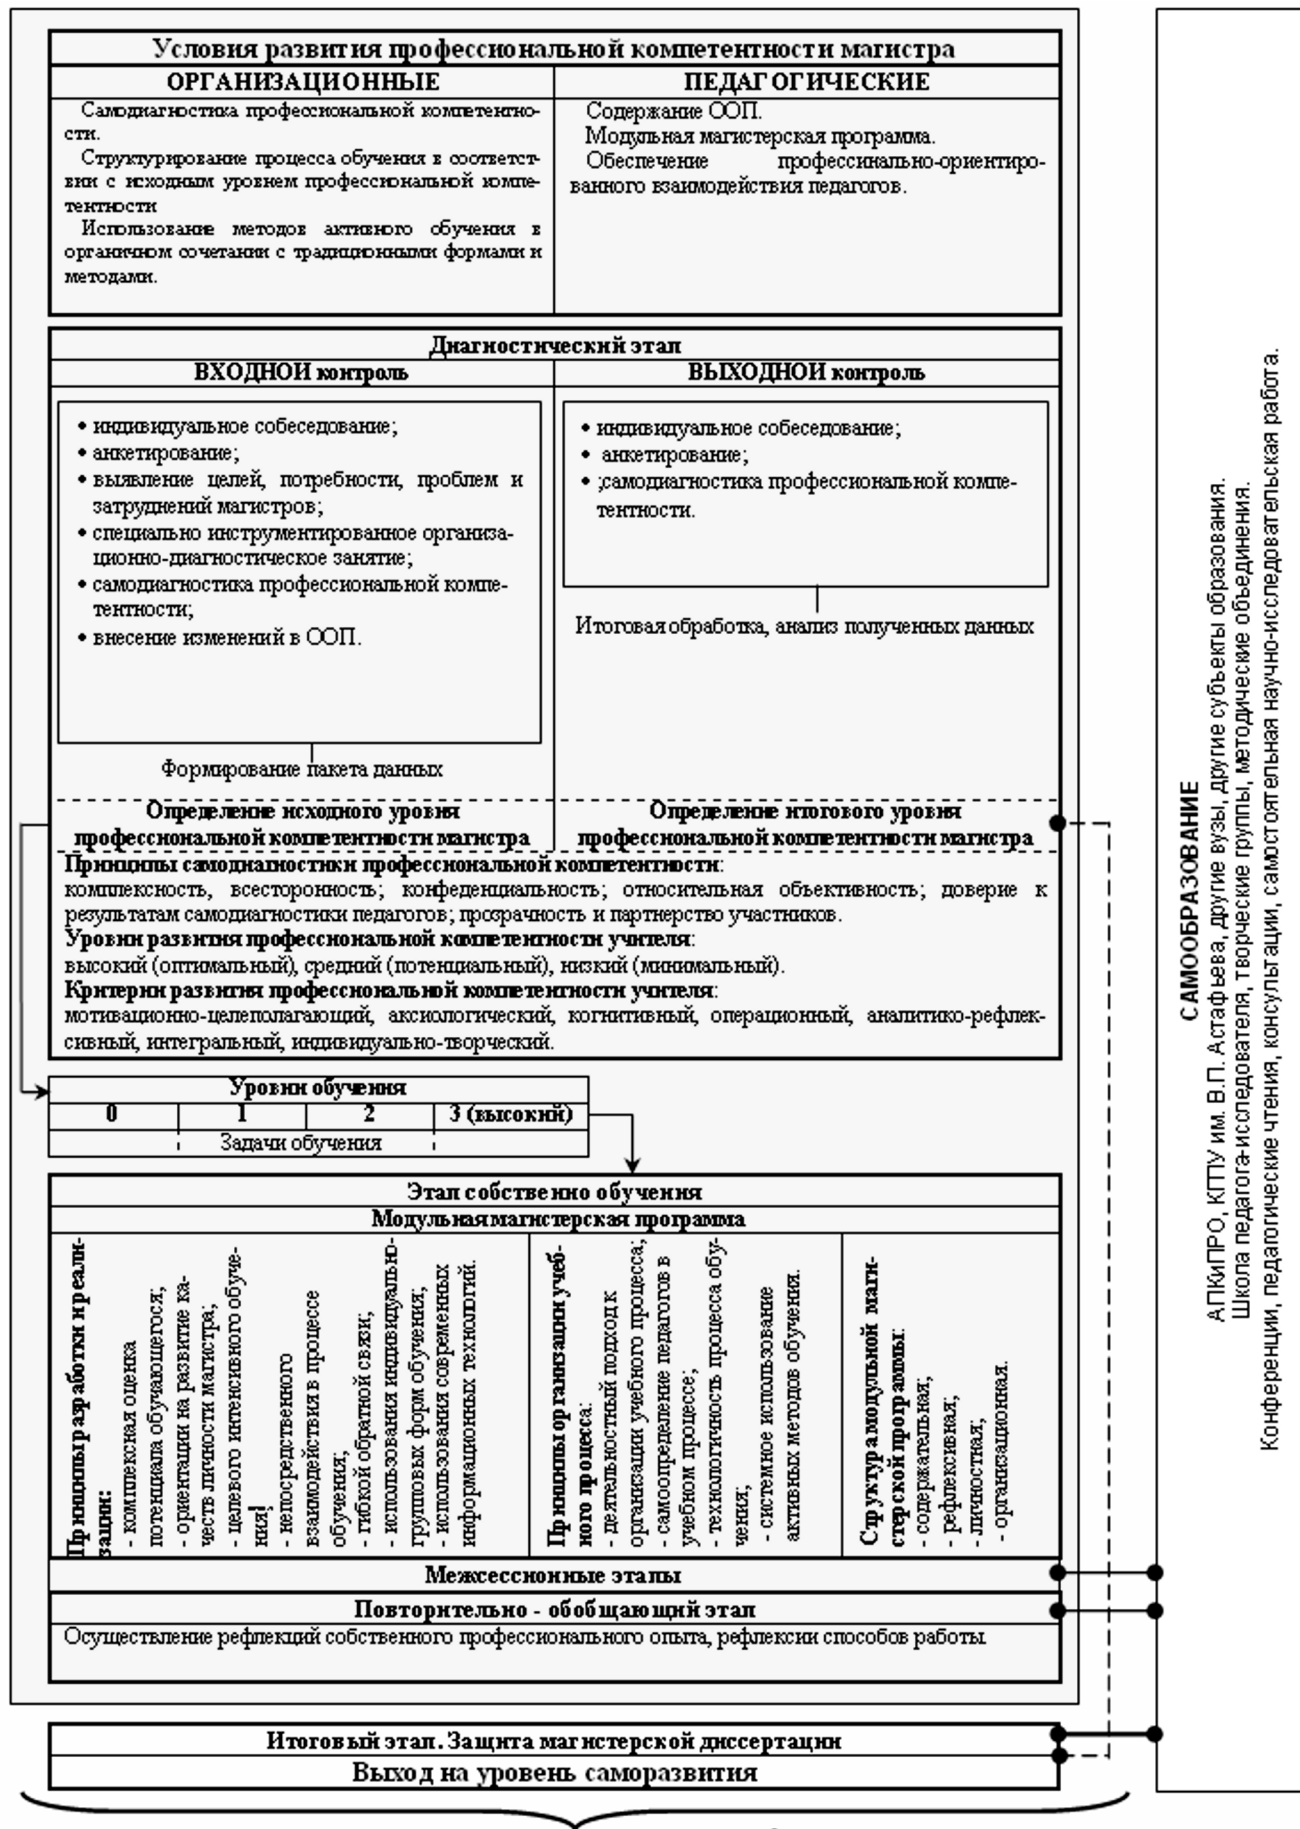 Условия развития профессиональной компетентности магистра
ОРГАНИЗАЦИОННЫЕ
Самодиагностика профессиональной компетентно-
сти.
Структурирование процесса обучения в соответст-
вии с исходным уровнем профессиональной компе-
тентности
Использование методов активного обучения в
органичном сочетании с традиционными формами и
методами.
ПЕДАГОГИЧЕСКИЕ
Содержание ООП.
Модульная магистерская программа.
Обеспечение профессинально-ориентиро-
ванного взаимодействия педагогов.
Диагностический этап
ВХОДНОЙ контроль
• индивидуальное собеседование;
• анкетирование;
• выявление целей, потребности, проблем и
затруднений магистров;
• специально инструментированное организа-
ционно-диагностическое занятие;
• самодиагностика профессиональной компе-
тентности;
• внесение изменений в ООП.
Формирование пакета данных
Определение исходного уровня
профессиональной компетентности магистра
ВЫХОДНОЙ контроль
• индивидуальное собеседование;
• анкетирование;
• ;самодиагностика профессиональной компе-
тентности.
Итоговая обработка, анализ полученных данных
Определение итогового уровня
профессиональной компетентности магистра
Принципы самодиагностики профессиональной компетентности:
комплексность, всесторонность; конфеденциальность; относительная объективность; доверие к
результатам самодиагностики педагогов; прозрачность и партнерство участников.
Уровни развития профессиональной компетентности учителя:
высокий (оптимальный), средний (потенциальный), низкий (минимальный).
Критерии развития профессиональной компетентности учителя:
мотивационно-целеполагающий, аксиологический, когнитивный, операционный, аналитико-рефлек-
сивный, интегральный, индивидуально-творческий.
Уровни обучения
0 1 2 3 (высокий)
Задачи обучения
Этап собственно обучения
Модульная магистерская программа
Принципы разработки и реали-
зации:
- комплексная оценка
потенциала обучающегося;
- ориентации на развитие ка-
честв личности магистра;
- целевого интенсивного обуче-
ния;
- непосредственного
взаимодействия в процессе
обучения;
- гибкой обратной связи;
- использования индивидуально-
групповых форм обучения;
- использования современных
информационных технологий.
Принципы организации учеб-
ного процесса:
- деятельностный подход к
организации учебного процесса;
- самоопределение педагогов в
учебном процессе;
- технологичность процесса обу-
чения;
- системное использование
активных методов обучения.
Структура модульной маги-
стерской программы:
- содержательная;
- рефлексивная;
- личностная;
- организационная.
Межсессионные этапы
Повторительно - обобщающий этап
Осуществление рефлекций собственного профессионального опыта, рефлексии способов работы.
Итоговый этап. Защита магистерской диссертации
Выход на уровень саморазвития
САМООБРАЗОВАНИЕ
АПКиПРО, КГПУ им. В.П. Астафьева, другие вузы, другие субъекты образования.
Школа педагога-исследователя, творческие группы, методические объединения.
Конференции, педагогические чтения, консультации, самостоятельная научно-исследовательская работа.